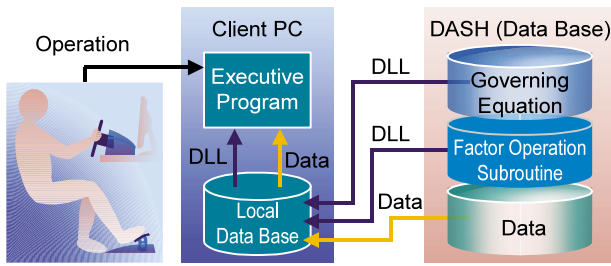 Operation
Client PC
Executive
Program
DLL
Data
Local
Data Base
DASH (Data Base)
DLL
Governing
Equation
DLL
Factor Operation
Subroutine
Data
Data